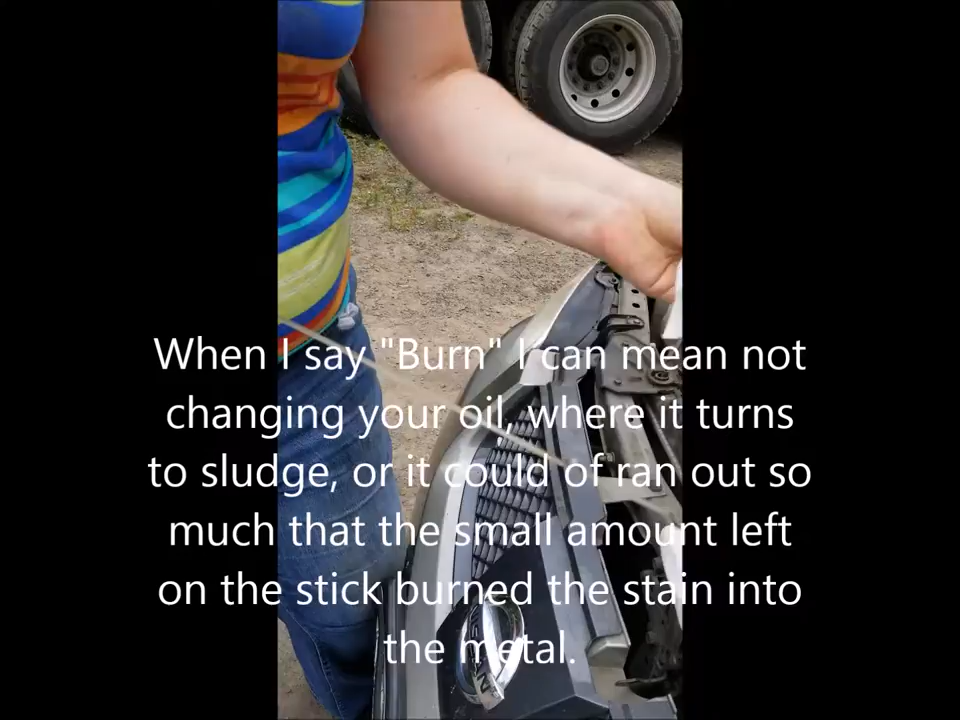 When I say "Burn" I can mean not
changing your oil, where it turns
to sludge, or it could of ran out so
much that the small amount left
on the stick burned the stain into
the metal.